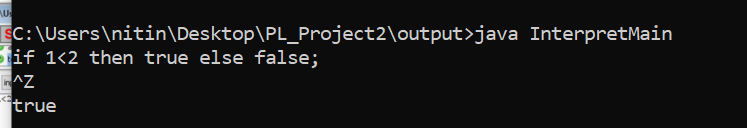 C:\Users\nitin\Desktop\PL_Project2\output>java InterpretMain
if 1<2 then true else false;
^Z
true